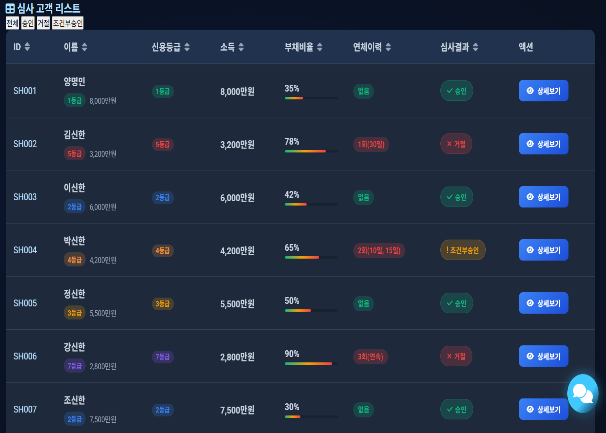 심사 고객 리스트
전체 승인 거절 조건부승인
ID 이름 신용등급 소득 부채비율 연체이력 심사결과 액션
SH001 양명민 1등급 8,000만원 1등급 8,000만원 35% 없음 승인 상세보기
SH002 김신한 5등급 3,200만원 5등급 3,200만원 78% 1회(30일) 거절 상세보기
SH003 이신한 2등급 6,000만원 2등급 6,000만원 42% 없음 승인 상세보기
SH004 박신한 4등급 4,200만원 4등급 4,200만원 65% 2회(10일, 15일) ! 조건부승인 상세보기
SH005 정신한 3등급 5,500만원 3등급 5,500만원 50% 없음 승인 상세보기
SH006 강신한 7등급 2,800만원 7등급 2,800만원 90% 3회(연속) 거절 상세보기
SH007 조신한 2등급 7,500만원 2등급 7,500만원 30% 없음 승인 상세보기